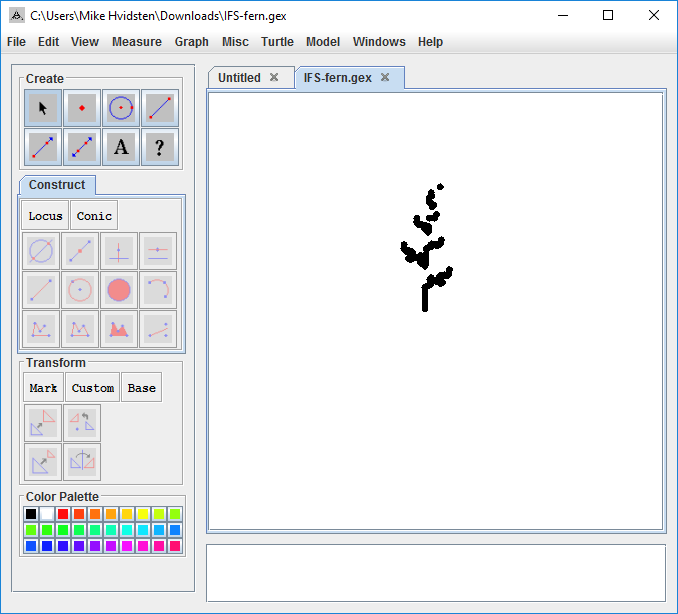 C:\Users\Mike Hvidsten\Downloads\IFS-fern.gex
File Edit View Measure Graph Misc Turtle Model Windows Help
Create
A ?
Construct
Locus Conic
Transform
Mark Custom Base
Color Palette
Untitled IFS-fern.gex